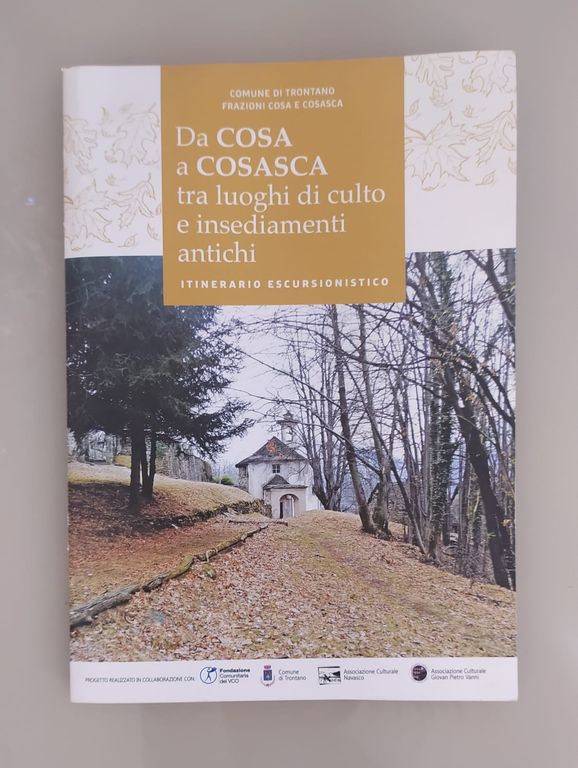 COMUNE DI TRONTANO
FRAZIONI COSA E COSASCA
Da COSA
a COSASCA
tra luoghi di culto
e insediamenti
antichi
ITINERARIO ESCURSIONISTICO
PROGETTO REALIZZATO IN COLLABORAZIONE CON:
Fondazione
Comunitaria
del VCO
Comune
di Trontano
Associazione Culturale
Navasco
Associazione Culturale
Giovan Pietro Vanni